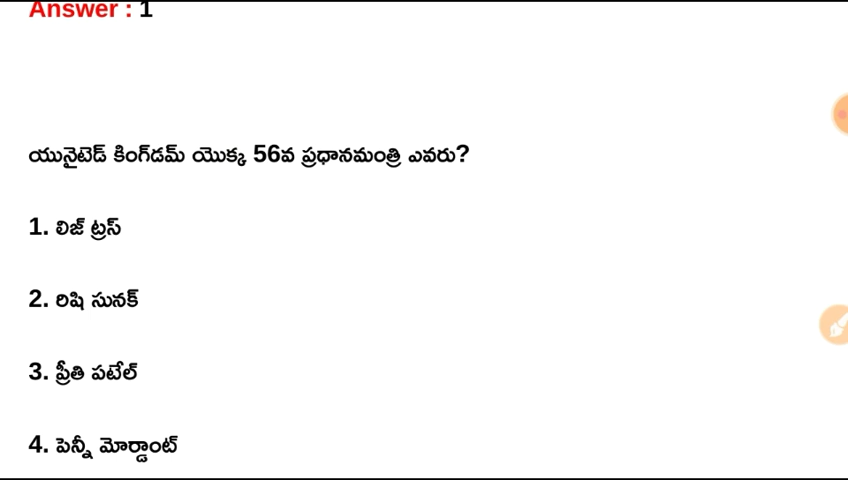 Answer : 1
యునైటెడ్ కింగ్‌డమ్ యొక్క 56వ ప్రధానమంత్రి ఎవరు?
1. లిజ్ ట్రస్
2. రిషి సునక్
3. ప్రీతి పటేల్
4. పెన్నీ మోర్డాంట్